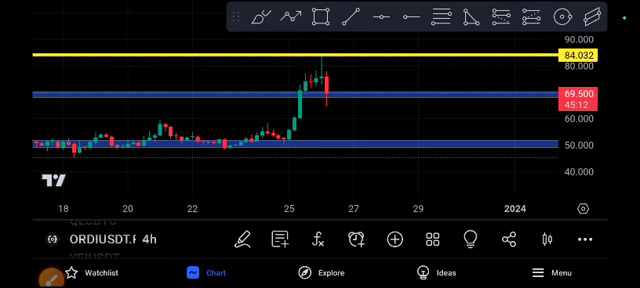 90.000
84.032
80.000
69.500
45:12
60.000
50.000
40.000
18 20 22 25 27 29 2024
ORDIUSDT.P 4h
Watchlist Chart Explore Ideas Menu